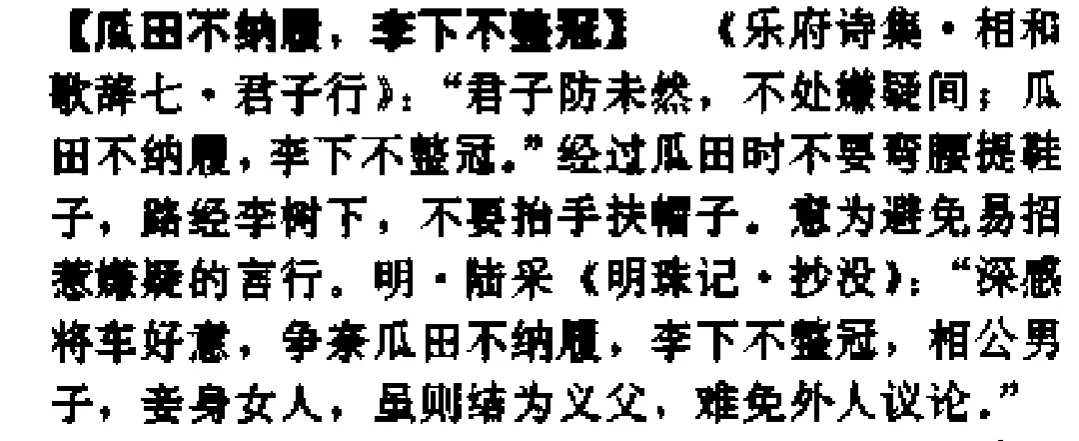 【瓜田不纳履，李下不整冠】 《乐府诗集·相和
歌辞七·君子行》：“君子防未然，不处嫌疑间；瓜
田不纳履，李下不整冠。”经过瓜田时不要弯腰提鞋
子，路经李树下，不要抬手扶帽子。意为避免易招
惹嫌疑的言行。明·陆采《明珠记·抄没》：“深感
将车好意，争奈瓜田不纳履，李下不整冠，相公男
子，妾身女人，虽则结为义父，难免外人议论。”